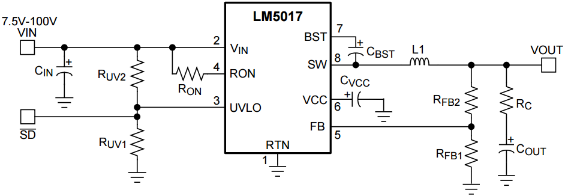 7.5V-100V
VIN
LM5017
7
BST
CBST
2
VIN
8
SW
L1
VOUT
CIN
RUV2
4
RON
RON
CVCC
VCC
6
RFB2
RC
3
UVLO
SD
FB
5
RUV1
RTN
1
RFB1
COUT